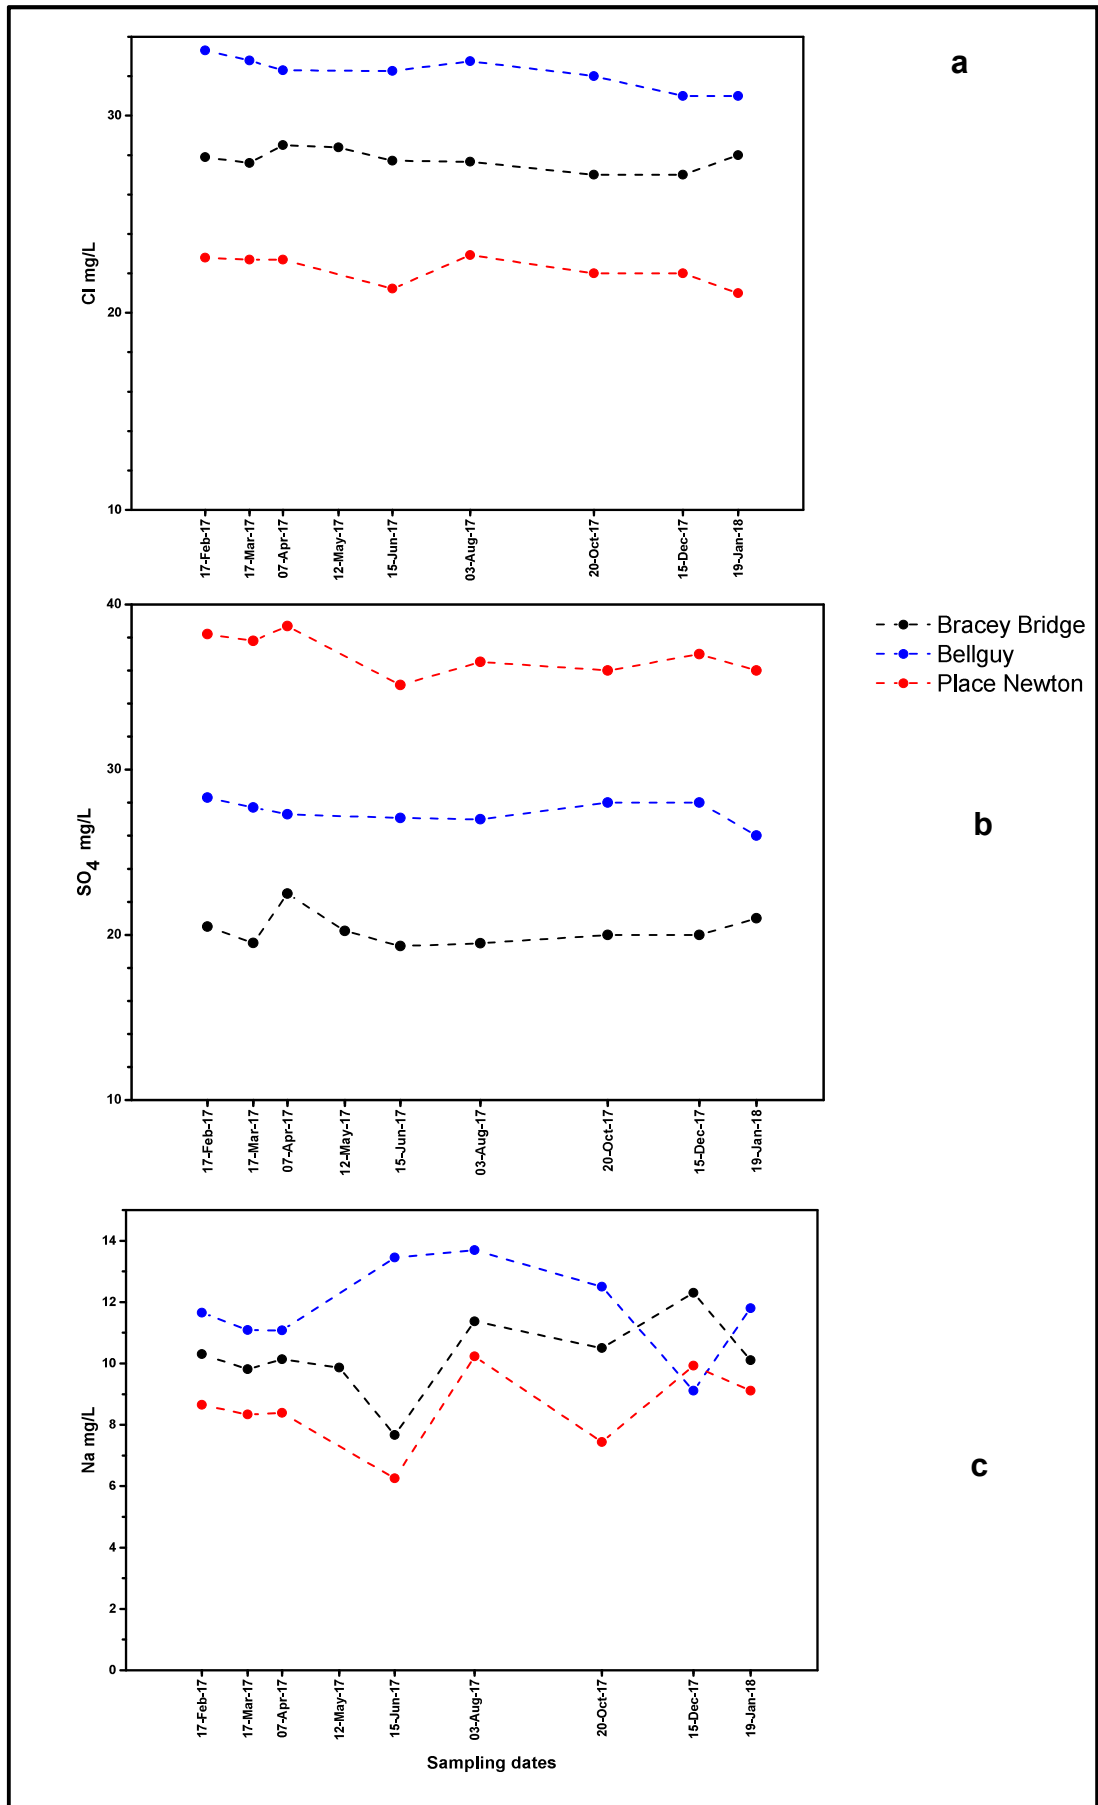 a
30
20
10
Cl mg/L
17-Feb-17
17-Mar-17
07-Apr-17
12-May-17
15-Jun-17
03-Aug-17
20-Oct-17
15-Dec-17
19-Jan-18
40
30
20
10
SO4 mg/L
17-Feb-17
17-Mar-17
07-Apr-17
12-May-17
15-Jun-17
03-Aug-17
20-Oct-17
15-Dec-17
19-Jan-18
Bracey Bridge
Bellguy
Place Newton
b
14
12
10
8
6
4
2
0
Na mg/L
17-Feb-17
17-Mar-17
07-Apr-17
12-May-17
15-Jun-17
03-Aug-17
20-Oct-17
15-Dec-17
19-Jan-18
Sampling dates
c